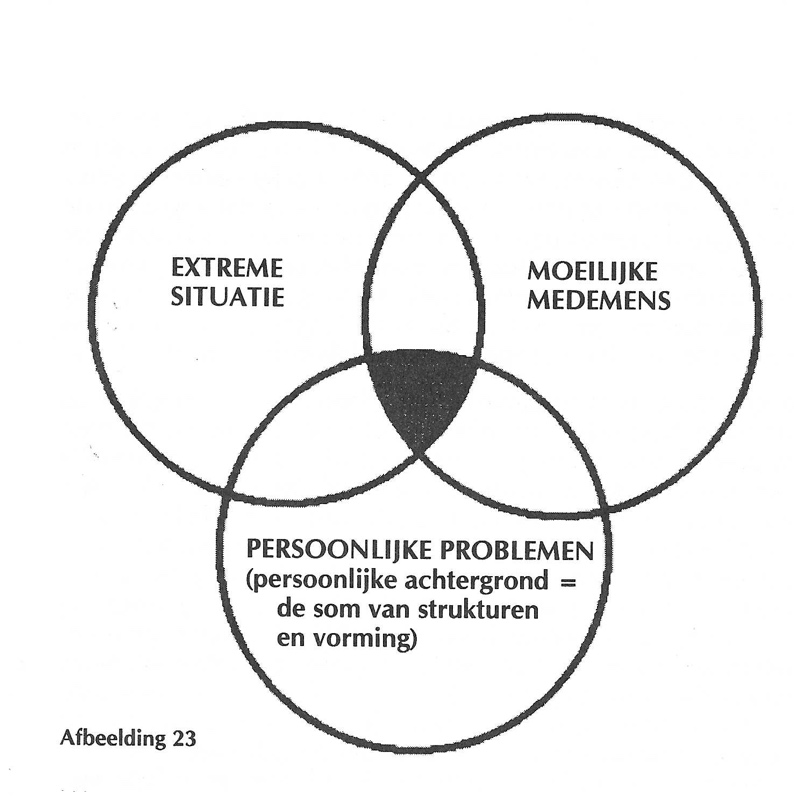 EXTREME
SITUATIE
MOEILIJKE
MEDEMENS
PERSOONLIJKE PROBLEMEN
(persoonlijke achtergrond =
de som van strukturen
en vorming)
Afbeelding 23